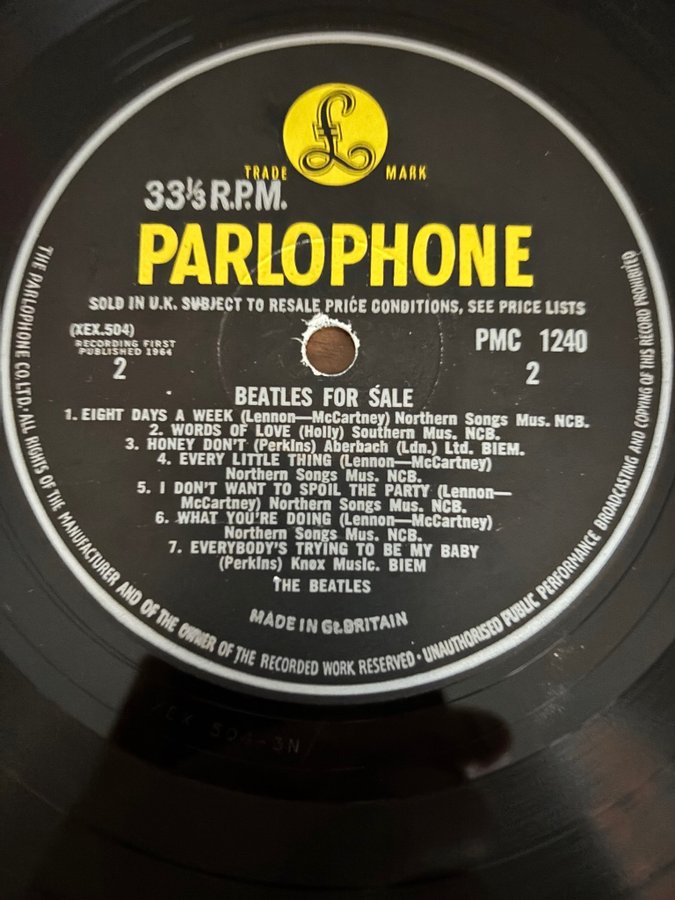 £
TRADE MARK
33⅓ R.P.M.
PARLOPHONE
SOLD IN U.K. SUBJECT TO RESALE PRICE CONDITIONS, SEE PRICE LISTS
(XEX.504)
RECORDING FIRST
PUBLISHED 1964
2
PMC 1240
2
BEATLES FOR SALE
1. EIGHT DAYS A WEEK (Lennon—McCartney) Northern Songs Mus. NCB.
2. WORDS OF LOVE (Holly) Southern Mus. NCB.
3. HONEY DON'T (Perkins) Aberbach (Ldn.) Ltd. BIEM.
4. EVERY LITTLE THING (Lennon—McCartney)
Northern Songs Mus. NCB.
5. I DON'T WANT TO SPOIL THE PARTY (Lennon—
McCartney) Northern Songs Mus. NCB.
6. WHAT YOU'RE DOING (Lennon—McCartney)
Northern Songs Mus. NCB.
7. EVERYBODY'S TRYING TO BE MY BABY
(Perkins) Knox Music. BIEM
THE BEATLES
MADE IN Gt. BRITAIN
THE PARLOPHONE CO. LTD. · ALL RIGHTS OF THE MANUFACTURER AND OF THE OWNER OF THE RECORDED WORK RESERVED · UNAUTHORISED PUBLIC PERFORMANCE BROADCASTING AND COPYING OF THIS RECORD PROHIBITED
XEX 504-3N